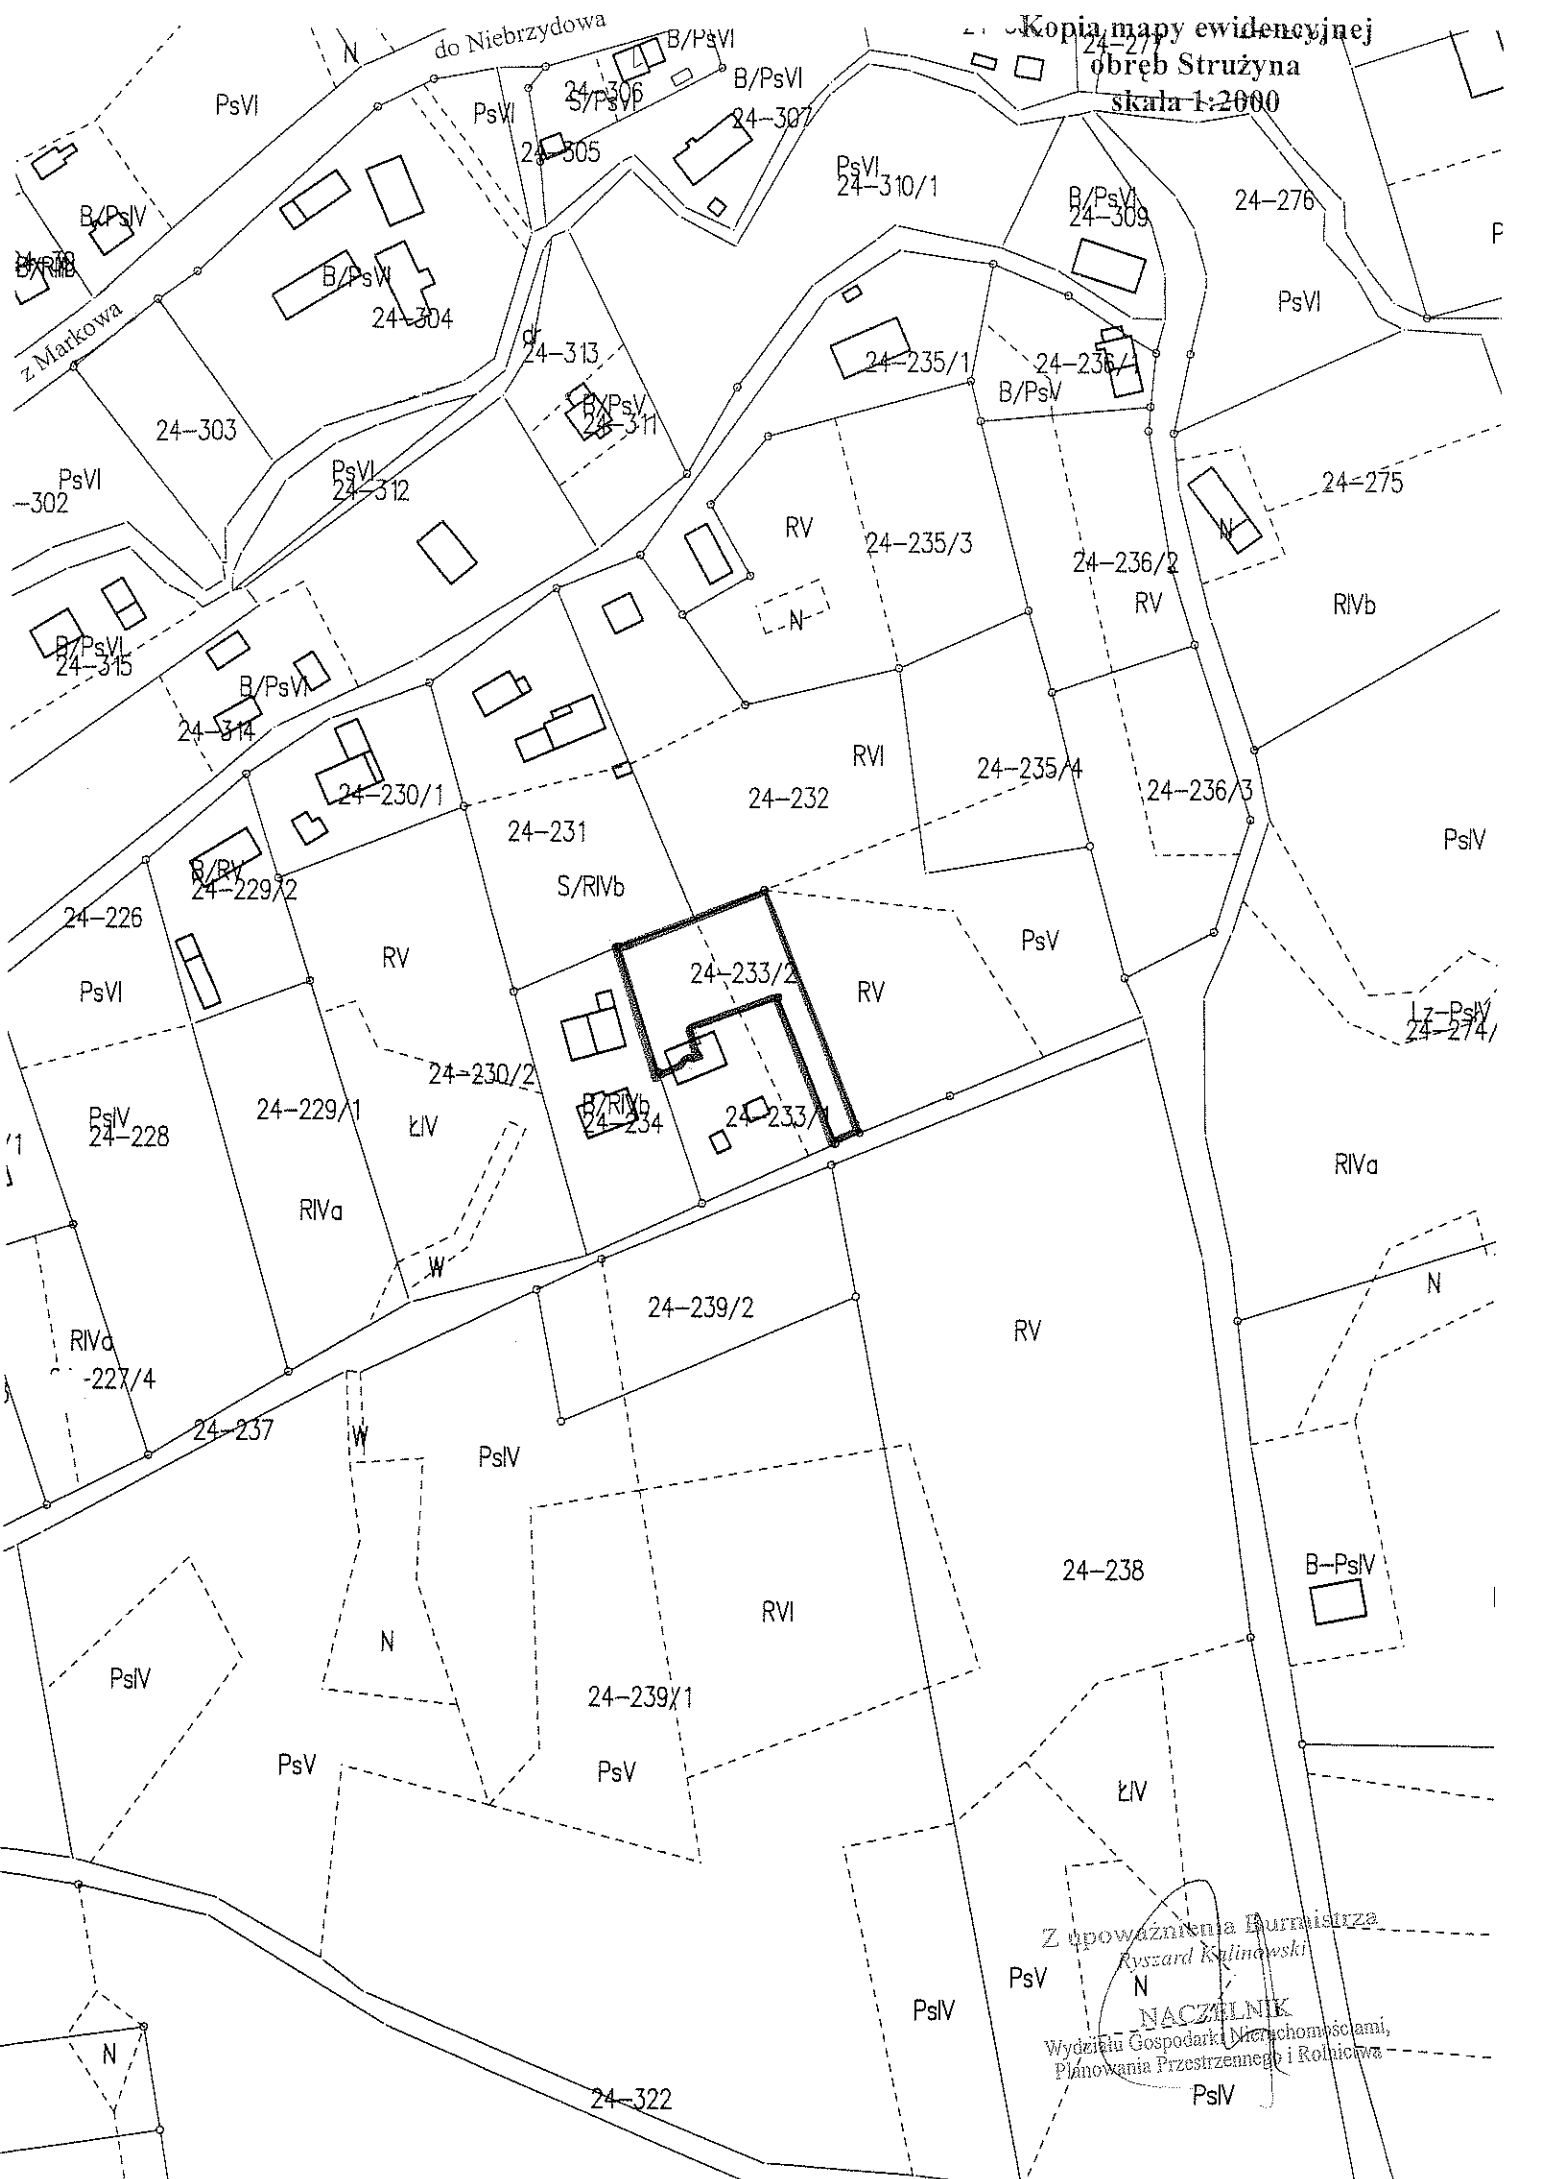 Kopia mapy ewidencyjnej
obręb Strużyna
skala 1:2000
do Niebrzydowa
z Markowa
N
PsVI
PsVI
S/PsVI
24-306
B/PsVI
B/PsVI
24-307
24-305
PsVI
24-310/1
B/PsVI
24-309
24-276
PsVI
B/PsIV
B/PsVI
24-304
dr
24-313
24-235/1
24-236/1
B/PsV
24-303
B/PsV
24-311
PsVI
-302
PsVI
24-312
24-275
N
RV
24-235/3
24-236/2
RV
RIVb
N
B/PsVI
24-315
B/PsVI
24-314
RVI
24-232
24-235/4
24-236/3
24-230/1
24-231
S/RIVb
PsIV
B/RV
24-229/2
24-226
RV
PsVI
24-233/2
RV
PsV
Lz-PsIV
24-274/
24-230/2
B/RIVb
24-234
24-233/1
PsIV
24-228
24-229/1
ŁIV
RIVa
/1
RIVa
W
N
24-239/2
RV
RIVa
-227/4
24-237
W
PsIV
24-238
B-PsIV
RVI
N
PsIV
24-239/1
PsV
PsV
ŁIV
Z upoważnienia Burmistrza
Ryszard Kalinowski
PsV
N
PsIV
NACZELNIK
Wydziału Gospodarki Nieruchomościami,
Planowania Przestrzennego i Rolnictwa
N
24-322
PsIV